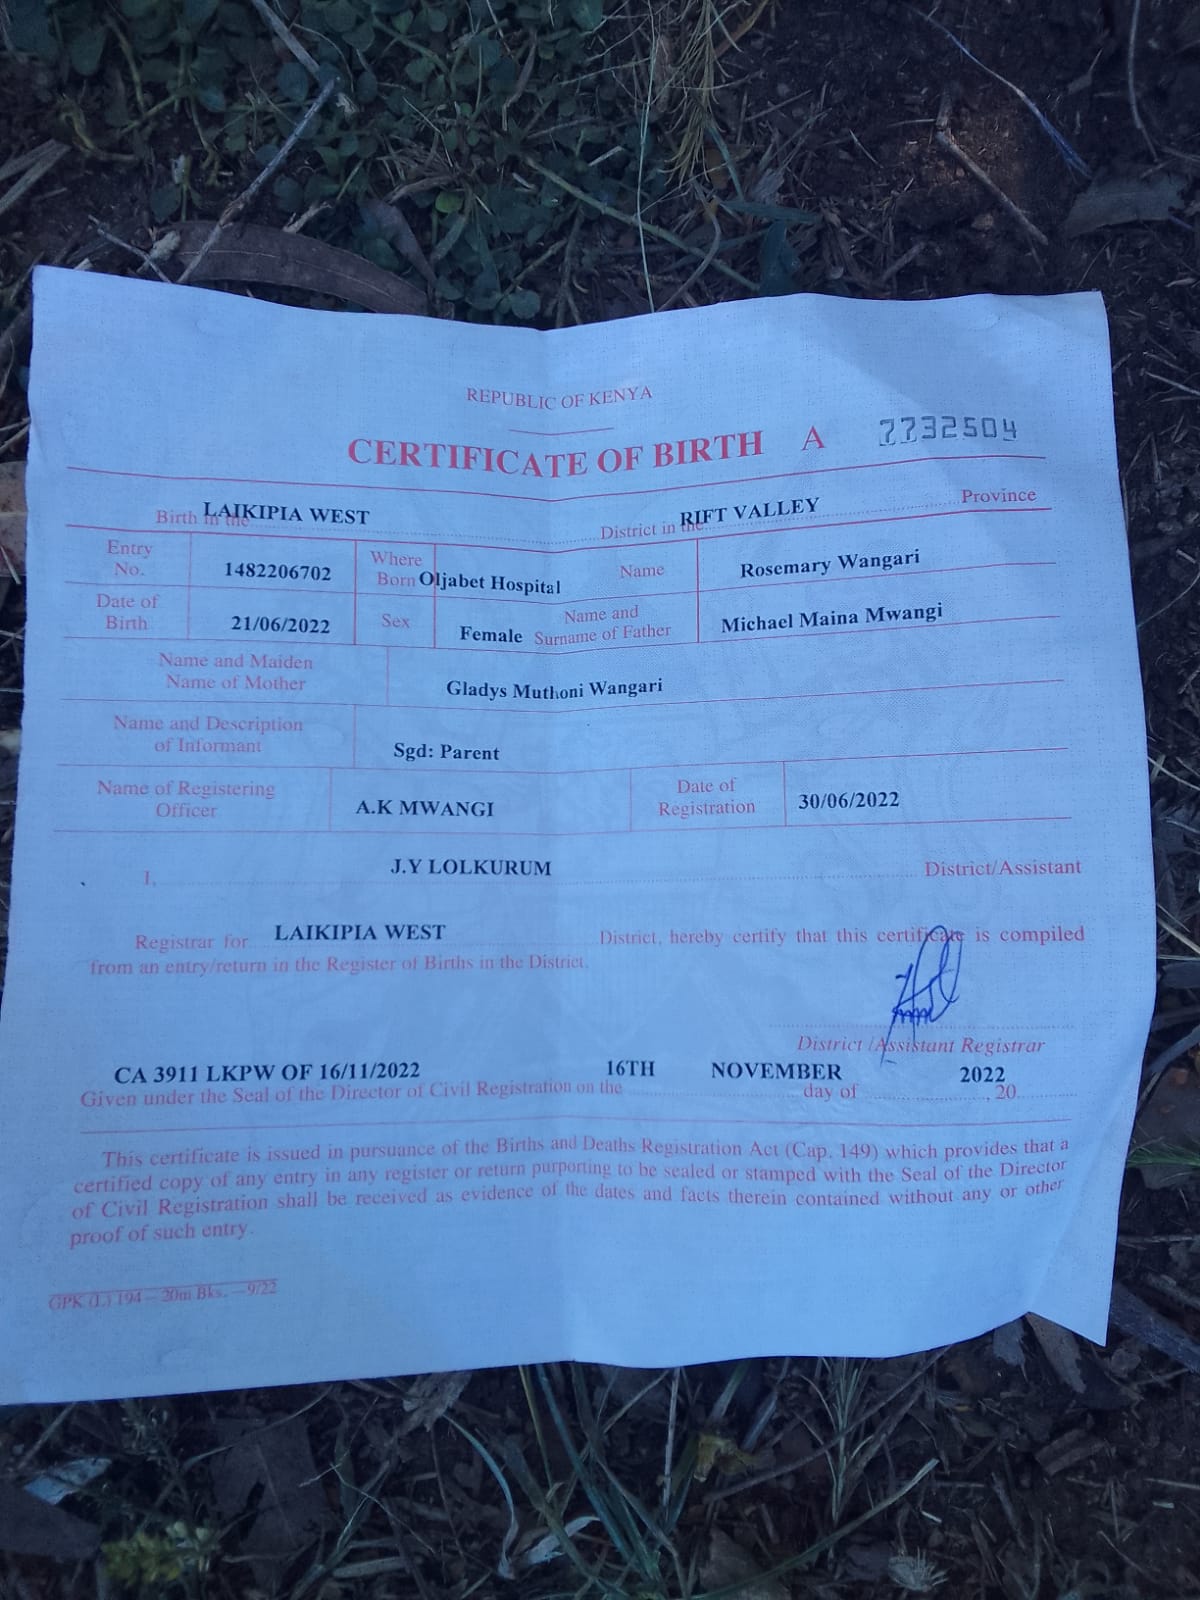 REPUBLIC OF KENYA
CERTIFICATE OF BIRTH A 7732504
Birth in the LAIKIPIA WEST District in the RIFT VALLEY Province
Entry No. 1482206702 Where Born Oljabet Hospital Name Rosemary Wangari
Date of Birth 21/06/2022 Sex Female Name and Surname of Father Michael Maina Mwangi
Name and Maiden Name of Mother Gladys Muthoni Wangari
Name and Description of Informant Sgd: Parent
Name of Registering Officer A.K MWANGI Date of Registration 30/06/2022
I, J.Y LOLKURUM District/Assistant
Registrar for LAIKIPIA WEST District, hereby certify that this certificate is compiled
from an entry/return in the Register of Births in the District.
District/Assistant Registrar
CA 3911 LKPW OF 16/11/2022 16TH NOVEMBER 2022
Given under the Seal of the Director of Civil Registration on the day of , 20
This certificate is issued in pursuance of the Births and Deaths Registration Act (Cap. 149) which provides that a
certified copy of any entry in any register or return purporting to be sealed or stamped with the Seal of the Director
of Civil Registration shall be received as evidence of the dates and facts therein contained without any or other
proof of such entry.
GPK (L) 194 – 20m Bks. – 9/22